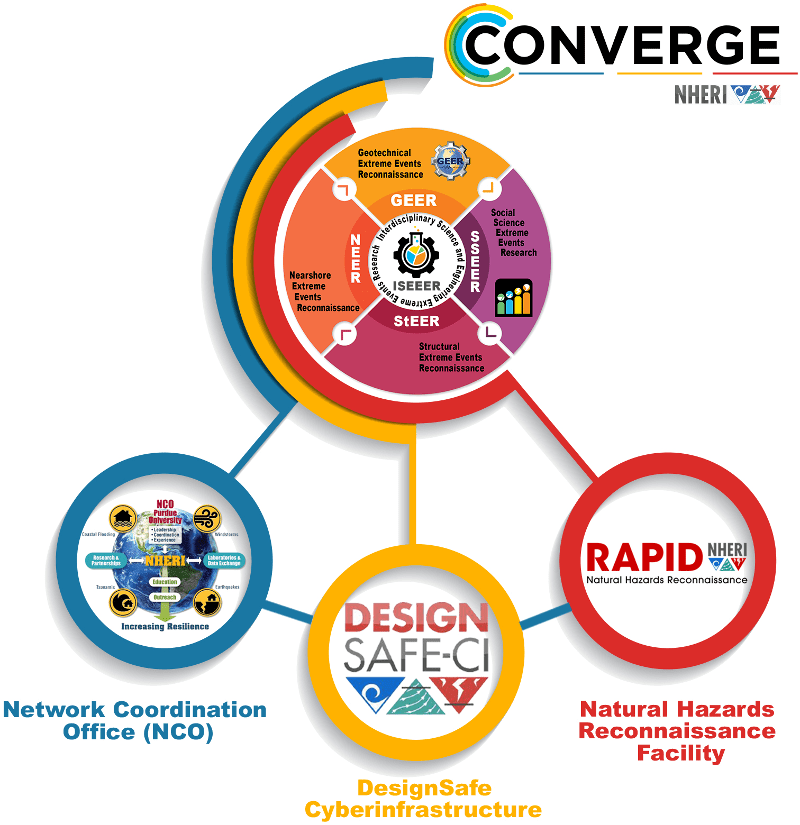 CONVERGE
NHERI
Geotechnical
Extreme Events
Reconnaissance
GEER
GEER
Social
Science
Extreme
Events
Research
SSEER
NEER
Nearshore
Extreme
Events
Reconnaissance
Interdisciplinary Science and Engineering Extreme Events Research
ISEEER
StEER
Structural
Extreme Events
Reconnaissance
NCO
Purdue
University
• Leadership
• Coordination
• Experience
Coastal Flooding
Windstorms
Research &
Partnerships
NHERI
Laboratories &
Data Exchange
Education
Tsunamis
Earthquakes
Outreach
Increasing Resilience
DESIGN
SAFE-CI
RAPID NHERI
Natural Hazards Reconnaissance
Network Coordination
Office (NCO)
DesignSafe
Cyberinfrastructure
Natural Hazards
Reconnaissance
Facility